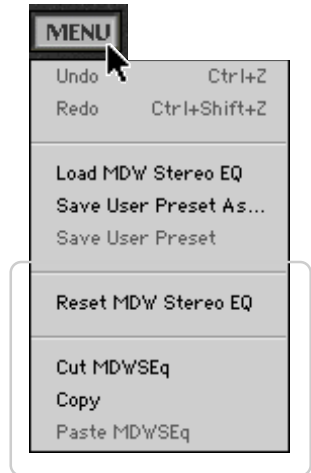 MENU
Undo Ctrl+Z
Redo Ctrl+Shift+Z
Load MDW Stereo EQ
Save User Preset As...
Save User Preset
Reset MDW Stereo EQ
Cut MDWSEq
Copy
Paste MDWSEq